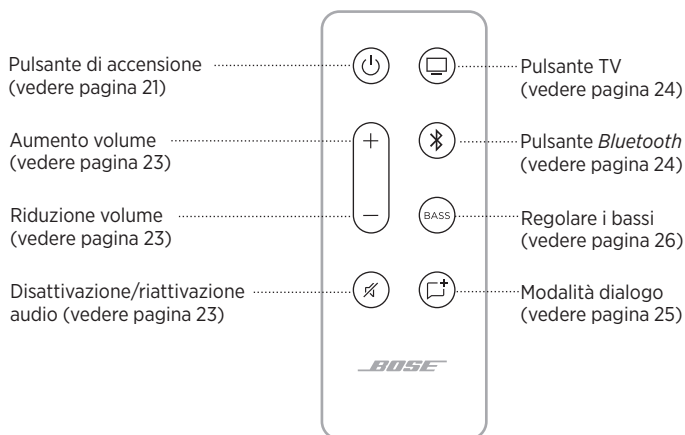 Pulsante di accensione
(vedere pagina 21)
Aumento volume
(vedere pagina 23)
Riduzione volume
(vedere pagina 23)
Disattivazione/riattivazione
audio (vedere pagina 23)
BASS
BOSE
Pulsante TV
(vedere pagina 24)
Pulsante Bluetooth
(vedere pagina 24)
Regolare i bassi
(vedere pagina 26)
Modalità dialogo
(vedere pagina 25)